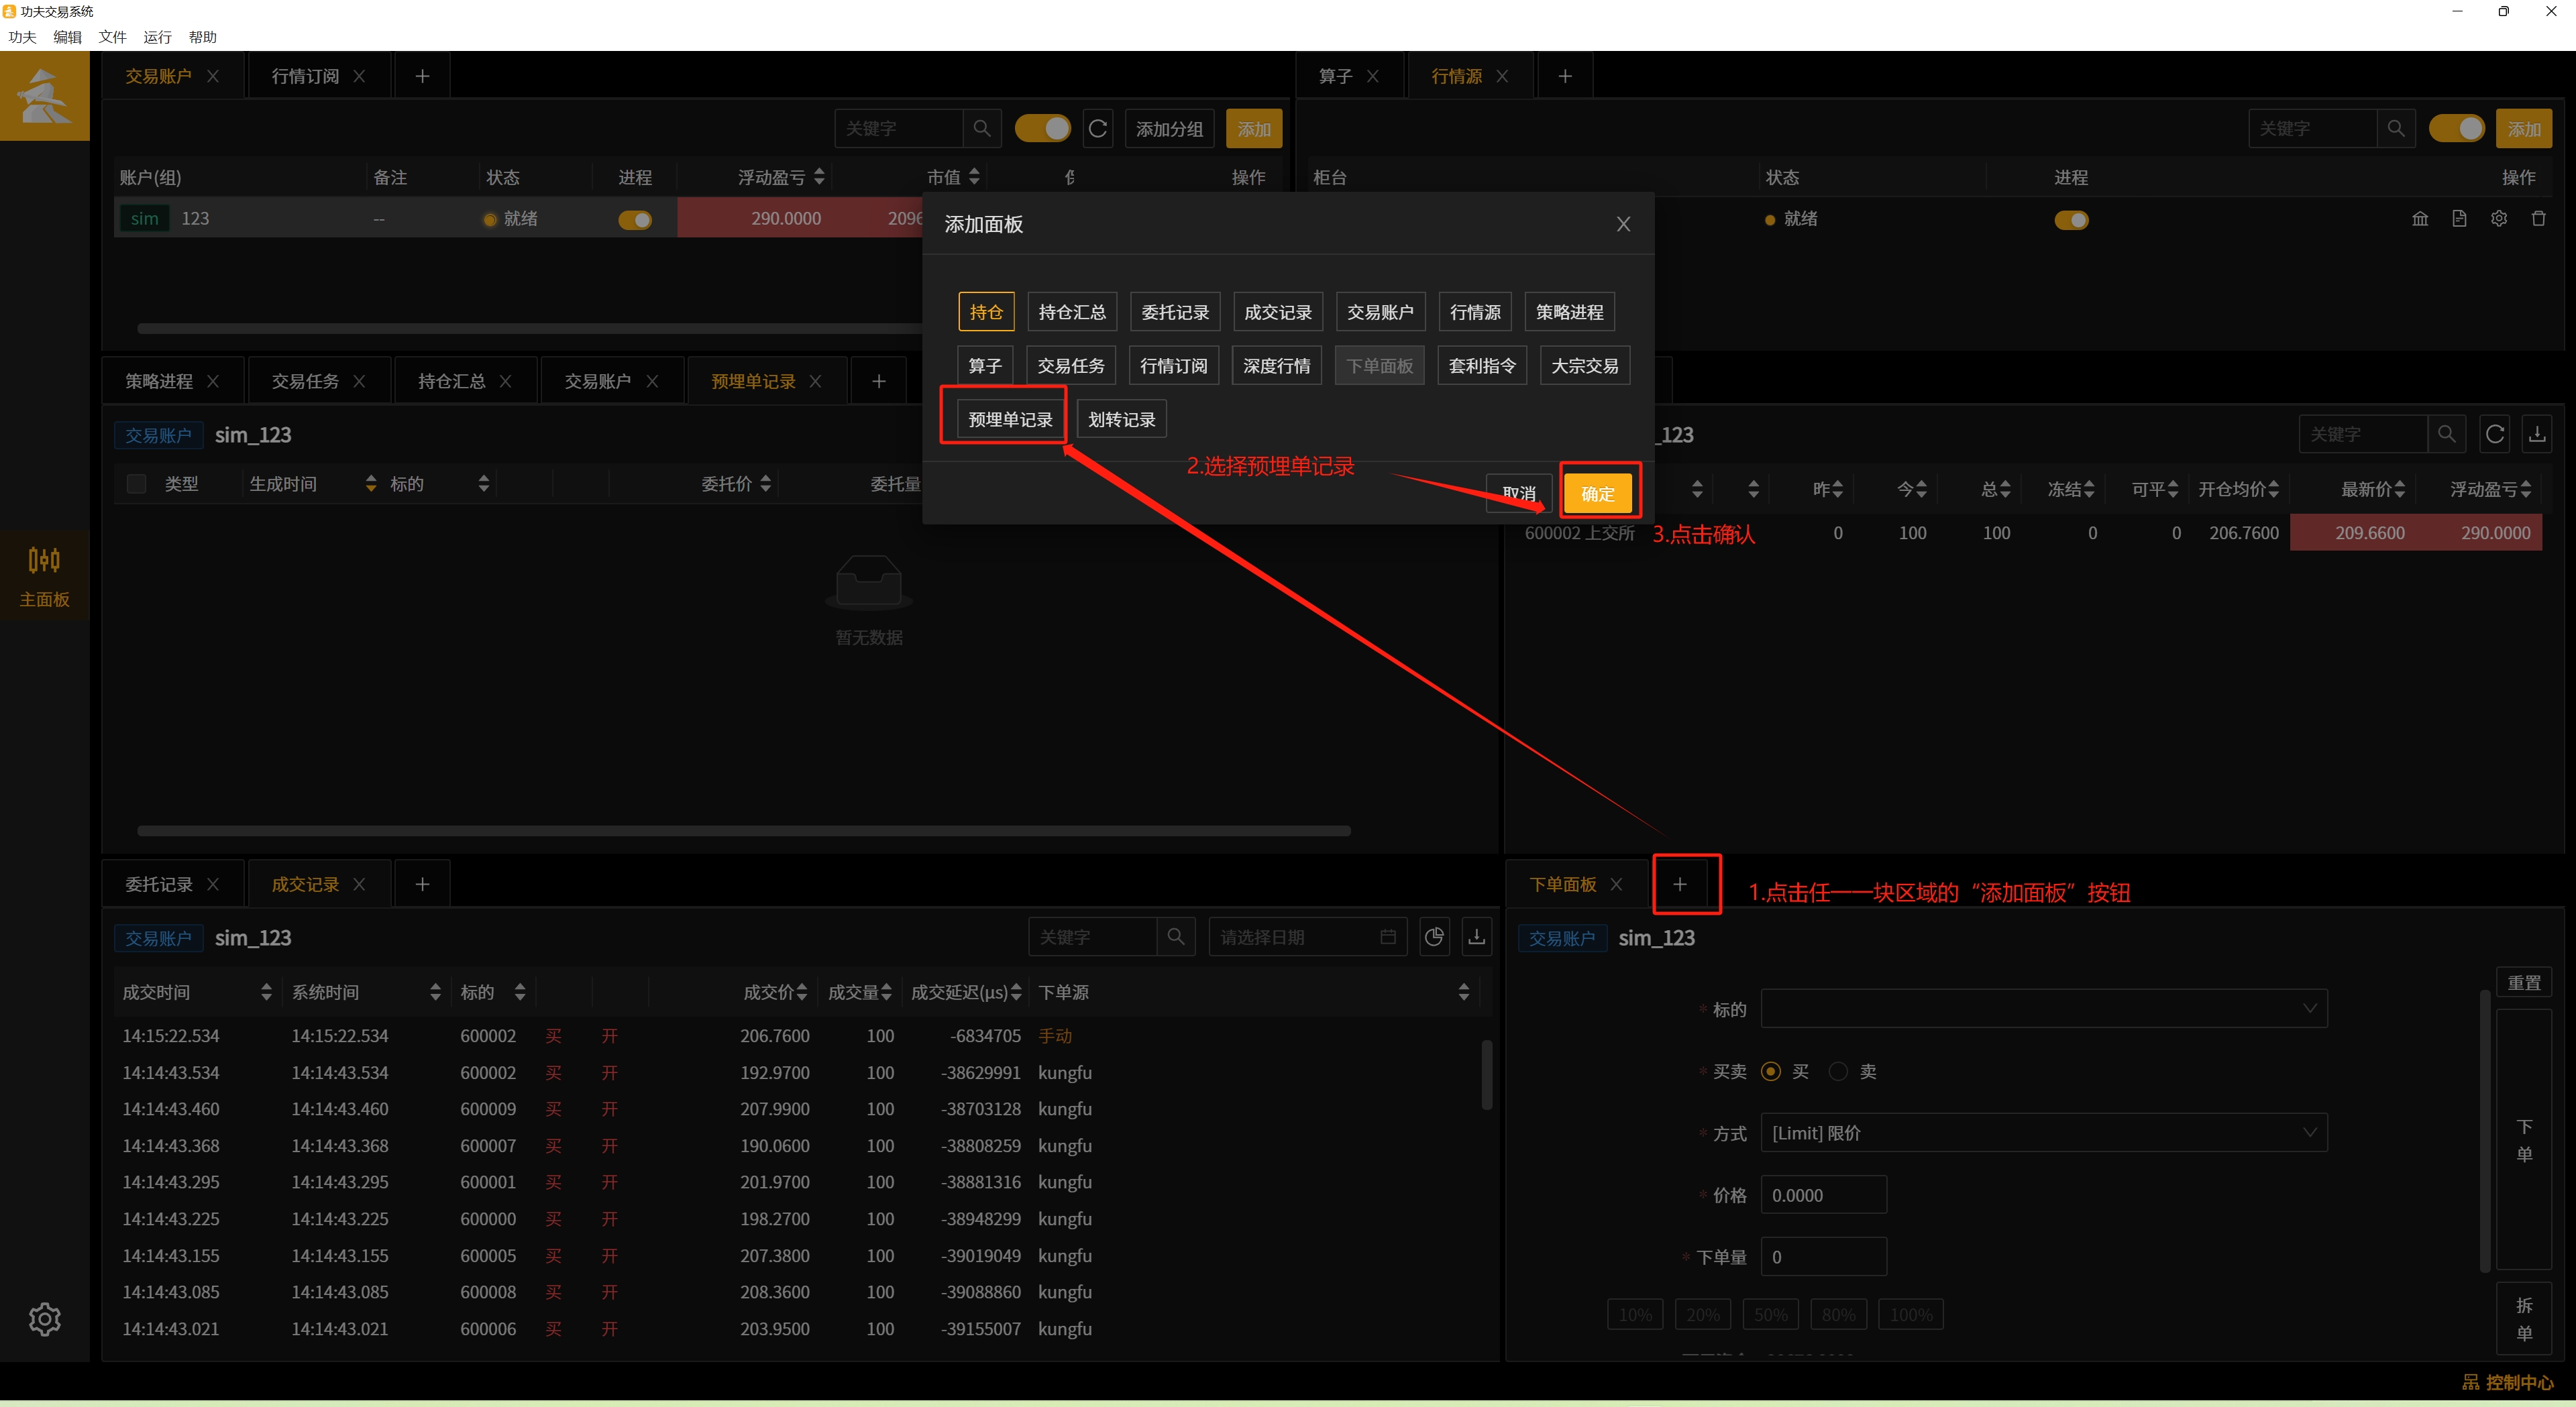 功夫交易系统
功夫 编辑 文件 运行 帮助
交易账户 行情订阅 算子 行情源
关键字 添加分组 添加 关键字 添加
账户(组) 备注 状态 进程 浮动盈亏 市值 操作 柜台 状态 进程 操作
sim 123 -- 就绪 290.0000 2096 就绪
添加面板
持仓 持仓汇总 委托记录 成交记录 交易账户 行情源 策略进程
算子 交易任务 行情订阅 深度行情 下单面板 套利指令 大宗交易
预埋单记录 划转记录
2.选择预埋单记录
取消 确定
3.点击确认
策略进程 交易任务 持仓汇总 交易账户 预埋单记录
交易账户 sim_123
类型 生成时间 标的 委托价 委托量
暂无数据
_123 关键字
昨 今 总 冻结 可平 开仓均价 最新价 浮动盈亏
600002 上交所 0 100 100 0 0 206.7600 209.6600 290.0000
主面板
委托记录 成交记录
交易账户 sim_123 关键字 请选择日期
成交时间 系统时间 标的 成交价 成交量 成交延迟(μs) 下单源
14:15:22.534 14:15:22.534 600002 买 开 206.7600 100 -6834705 手动
14:14:43.534 14:14:43.534 600002 买 开 192.9700 100 -38629991 kungfu
14:14:43.460 14:14:43.460 600009 买 开 207.9900 100 -38703128 kungfu
14:14:43.368 14:14:43.368 600007 买 开 190.0600 100 -38808259 kungfu
14:14:43.295 14:14:43.295 600001 买 开 201.9700 100 -38881316 kungfu
14:14:43.225 14:14:43.225 600000 买 开 198.2700 100 -38948299 kungfu
14:14:43.155 14:14:43.155 600005 买 开 207.3800 100 -39019049 kungfu
14:14:43.085 14:14:43.085 600008 买 开 208.3600 100 -39088860 kungfu
14:14:43.021 14:14:43.021 600006 买 开 203.9500 100 -39155007 kungfu
下单面板
1.点击任一一块区域的“添加面板”按钮
交易账户 sim_123
重置
* 标的
* 买卖 买 卖
* 方式 [Limit] 限价
* 价格 0.0000
* 下单量 0
10% 20% 50% 80% 100%
下单
拆单
控制中心